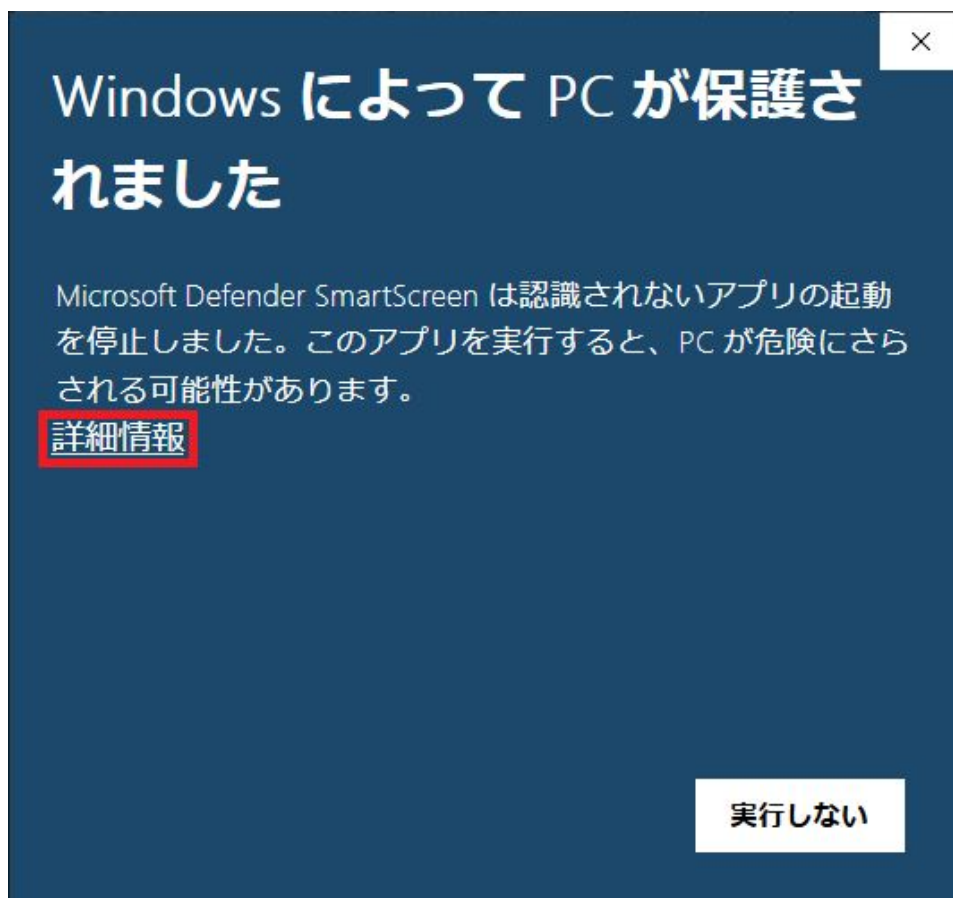 Windows によって PC が保護さ
れました
Microsoft Defender SmartScreen は認識されないアプリの起動
を停止しました。このアプリを実行すると、PC が危険にさら
される可能性があります。
詳細情報
実行しない